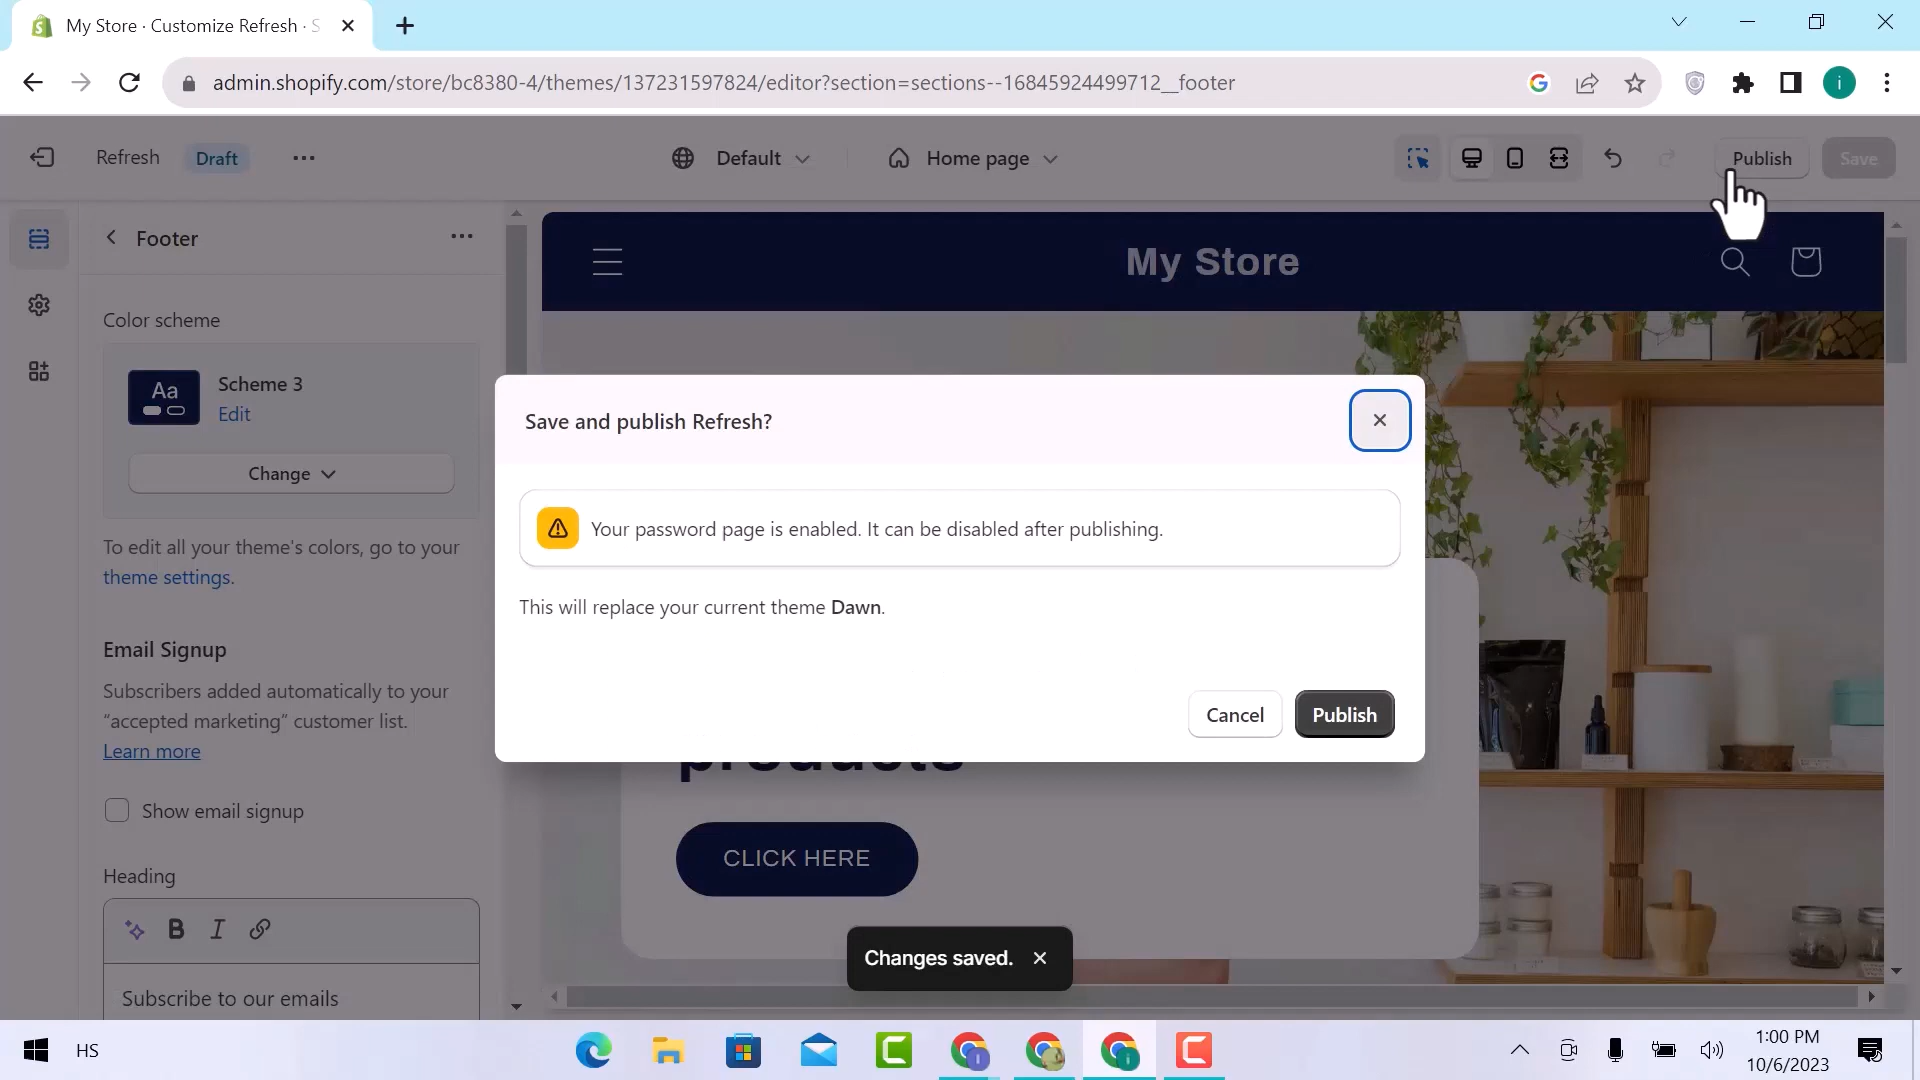 My Store · Customize Refresh · S
admin.shopify.com/store/bc8380-4/themes/137231597824/editor?section=sections--16845924499712__footer
i
Refresh
Draft
Default
Home page
Publish
Save
Footer
Color scheme
Aa
Scheme 3
Edit
Change
To edit all your theme's colors, go to your
theme settings.
Email Signup
Subscribers added automatically to your
“accepted marketing” customer list.
Learn more
Show email signup
Heading
B I
Subscribe to our emails
My Store
Save and publish Refresh?
Your password page is enabled. It can be disabled after publishing.
This will replace your current theme Dawn.
Cancel
Publish
products
CLICK HERE
Changes saved.
HS
1:00 PM
10/6/2023